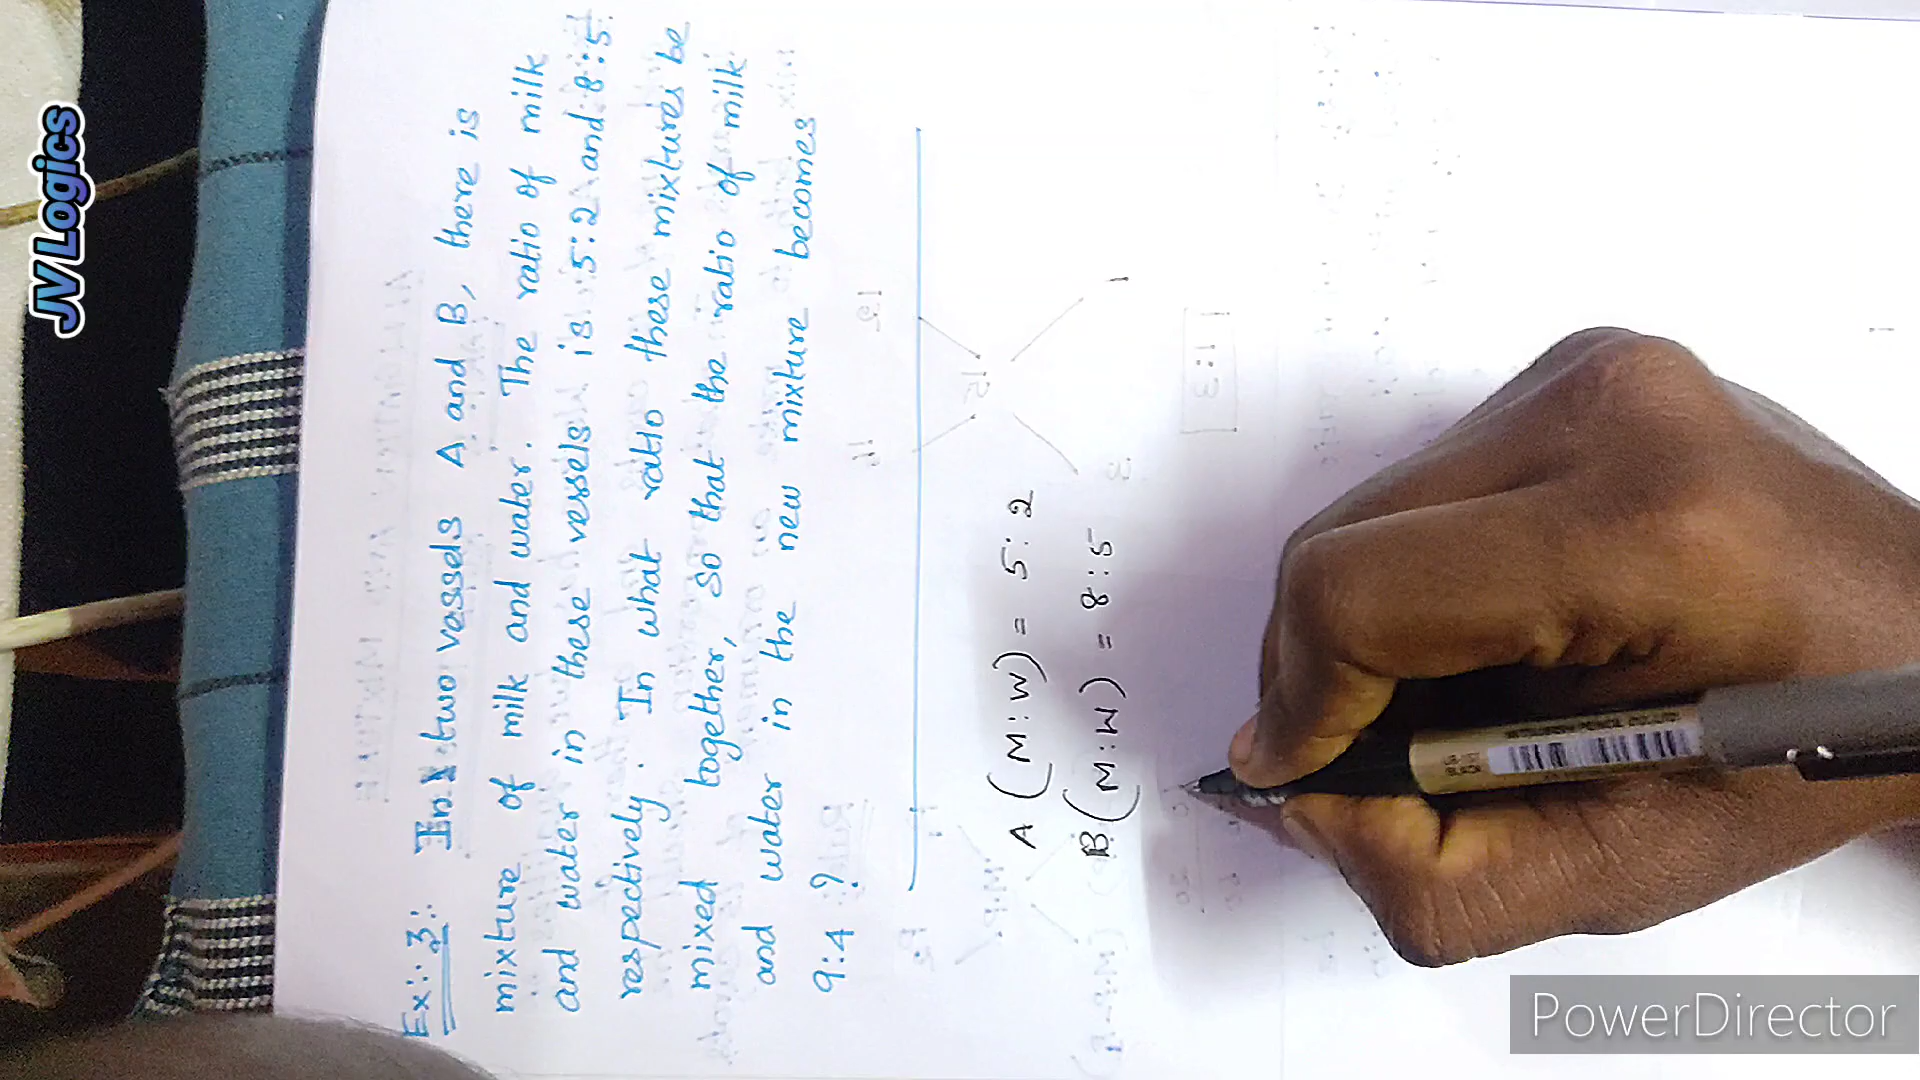 JV Logics
Ex:- 3:- In two vessels A and B, there is
mixture of milk and water. The ratio of milk
and water in these vessels is 5:2 and 8:5
respectively. In what ratio these mixtures be
mixed together, so that the ratio of milk
and water in the new mixture becomes
9:4 ?
A (M:W) = 5:2
B (M:W) = 8:5
PowerDirector